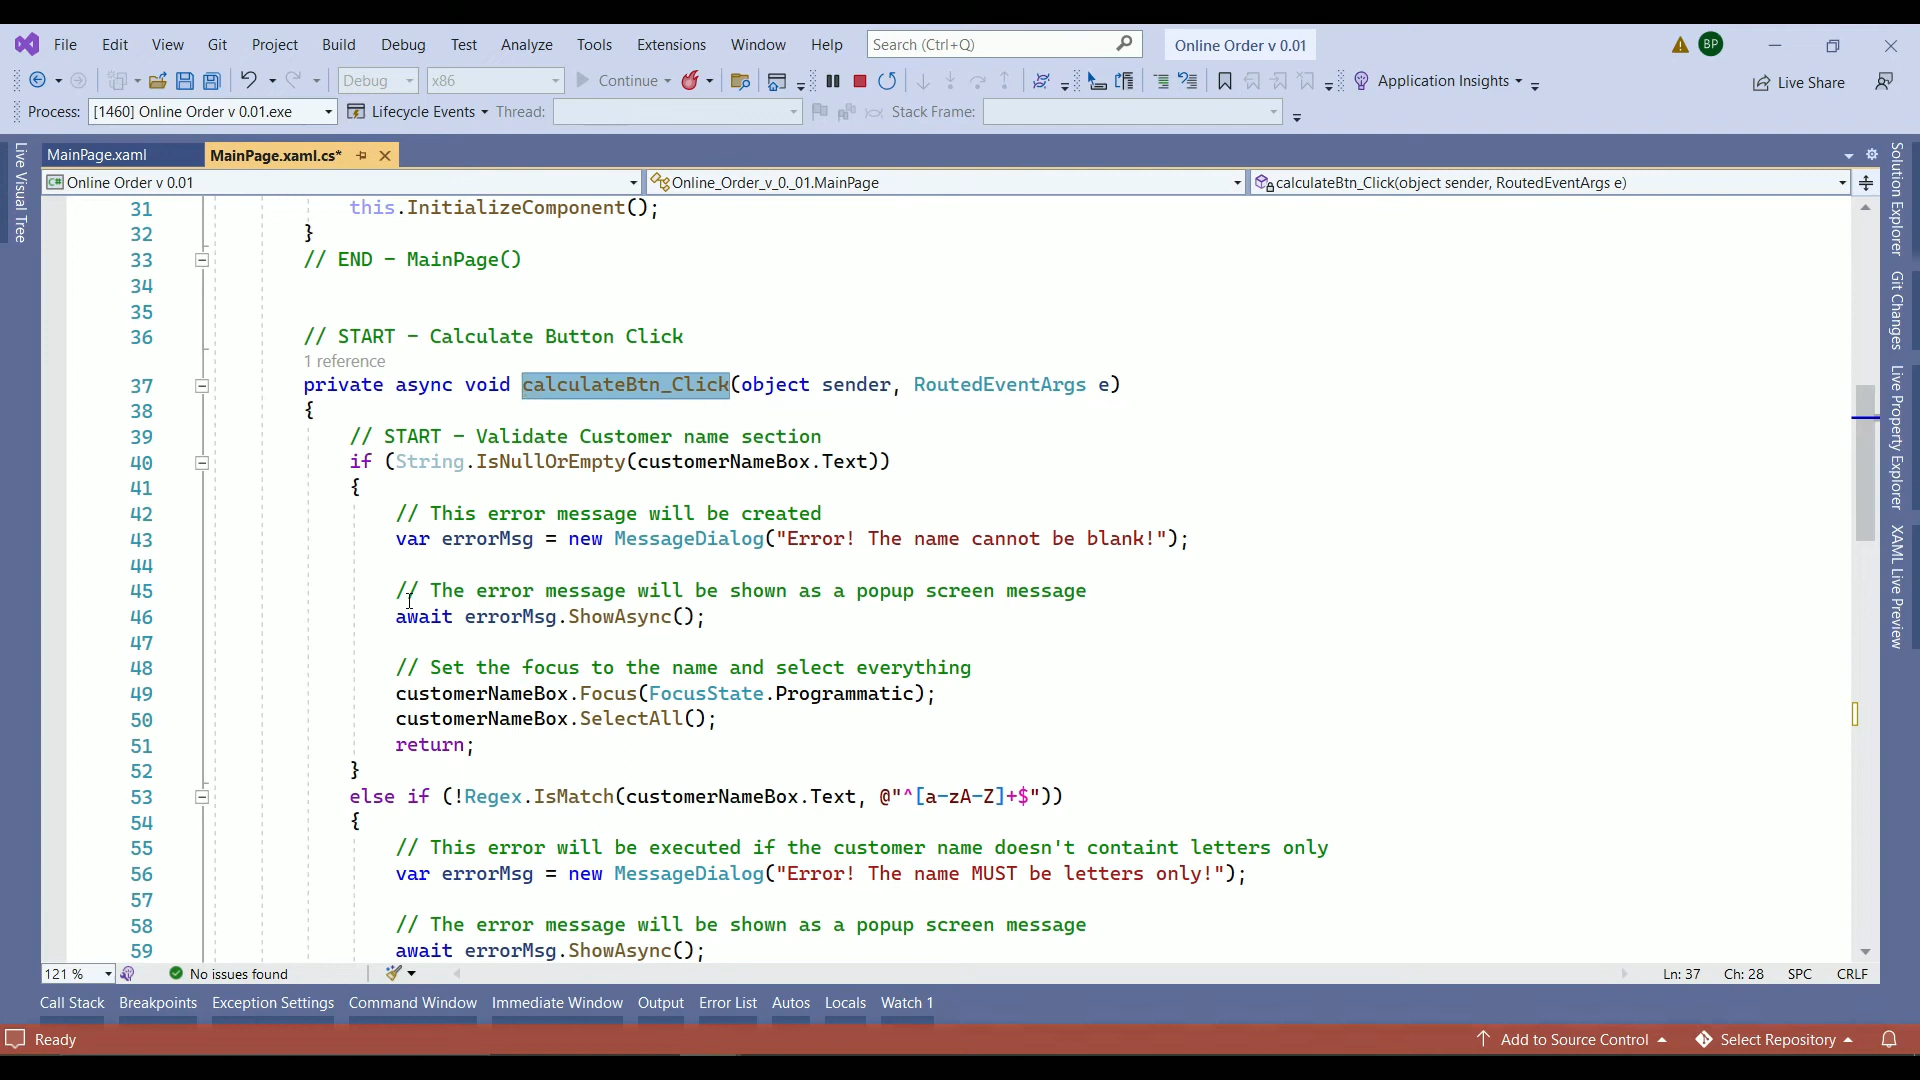 File Edit View Git Project Build Debug Test Analyze Tools Extensions Window Help Search (Ctrl+Q) Online Order v 0.01 BP
Debug x86 Continue Application Insights Live Share
Process: [1460] Online Order v 0.01.exe Lifecycle Events Thread: Stack Frame:
MainPage.xaml MainPage.xaml.cs*
Online Order v 0.01 Online_Order_v_0._01.MainPage calculateBtn_Click(object sender, RoutedEventArgs e)
Live Visual Tree
Solution Explorer
Git Changes
Live Property Explorer
XAML Live Preview
31 this.InitializeComponent();
32 }
33 // END - MainPage()
34
35
36 // START - Calculate Button Click
1 reference
37 private async void calculateBtn_Click(object sender, RoutedEventArgs e)
38 {
39 // START - Validate Customer name section
40 if (String.IsNullOrEmpty(customerNameBox.Text))
41 {
42 // This error message will be created
43 var errorMsg = new MessageDialog("Error! The name cannot be blank!");
44
45 // The error message will be shown as a popup screen message
46 await errorMsg.ShowAsync();
47
48 // Set the focus to the name and select everything
49 customerNameBox.Focus(FocusState.Programmatic);
50 customerNameBox.SelectAll();
51 return;
52 }
53 else if (!Regex.IsMatch(customerNameBox.Text, @"^[a-zA-Z]+$"))
54 {
55 // This error will be executed if the customer name doesn't containt letters only
56 var errorMsg = new MessageDialog("Error! The name MUST be letters only!");
57
58 // The error message will be shown as a popup screen message
59 await errorMsg.ShowAsync();
121 % No issues found Ln: 37 Ch: 28 SPC CRLF
Call Stack Breakpoints Exception Settings Command Window Immediate Window Output Error List Autos Locals Watch 1
Ready Add to Source Control Select Repository